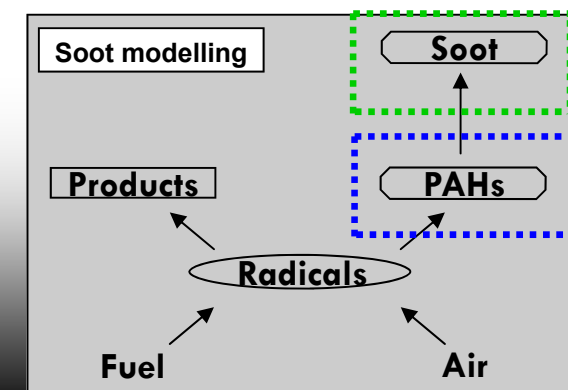 Soot modelling
Soot
Products
PAHs
Radicals
Fuel
Air